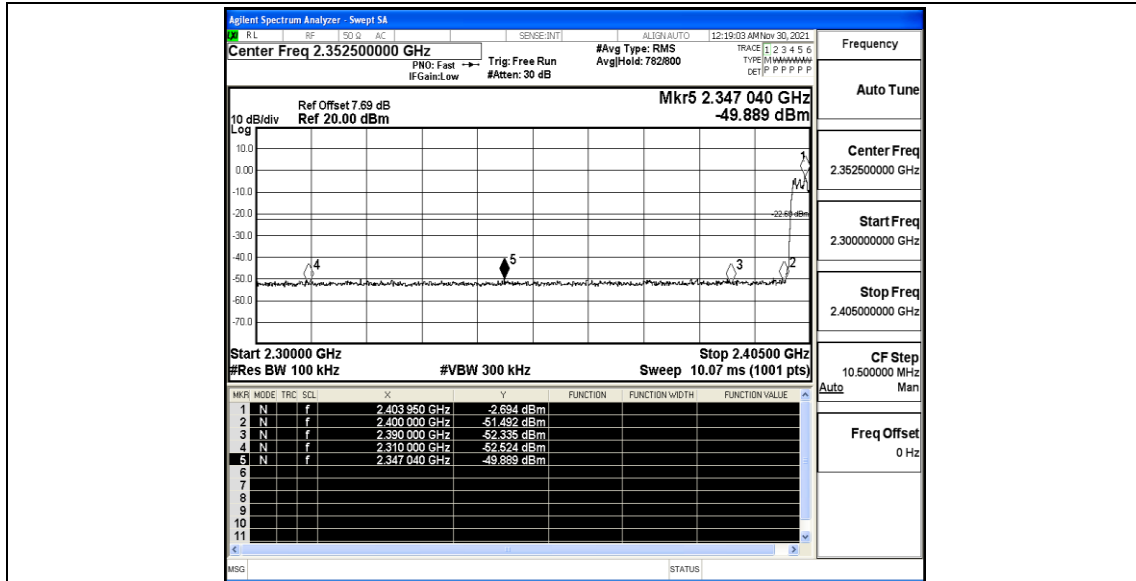 Agilent Spectrum Analyzer - Swept SA
RL RF 50 Ω AC SENSE:INT ALIGN AUTO 12:19:03 AM Nov 30, 2021
Center Freq 2.352500000 GHz
#Avg Type: RMS
TRACE 1 2 3 4 5 6
PNO: Fast
Trig: Free Run
Avg|Hold: 782/800
TYPE M WWWWW
IFGain:Low
#Atten: 30 dB
DET P P P P P P
Ref Offset 7.69 dB
Mkr5 2.347 040 GHz
10 dB/div Ref 20.00 dBm
-49.889 dBm
Log
10.0
0.00
-10.0
-20.0
-30.0
-40.0
-50.0
-60.0
-70.0
1
-22.69 dBm
4
5
3
2
Start 2.30000 GHz
Stop 2.40500 GHz
#Res BW 100 kHz
#VBW 300 kHz
Sweep 10.07 ms (1001 pts)
MKR MODE TRC SCL X Y FUNCTION FUNCTION WIDTH FUNCTION VALUE
1 N f 2.403 950 GHz -2.694 dBm
2 N f 2.400 000 GHz -51.492 dBm
3 N f 2.390 000 GHz -52.335 dBm
4 N f 2.310 000 GHz -52.524 dBm
5 N f 2.347 040 GHz -49.889 dBm
6
7
8
9
10
11
MSG
STATUS
Frequency
Auto Tune
Center Freq
2.352500000 GHz
Start Freq
2.300000000 GHz
Stop Freq
2.405000000 GHz
CF Step
10.500000 MHz
Auto Man
Freq Offset
0 Hz